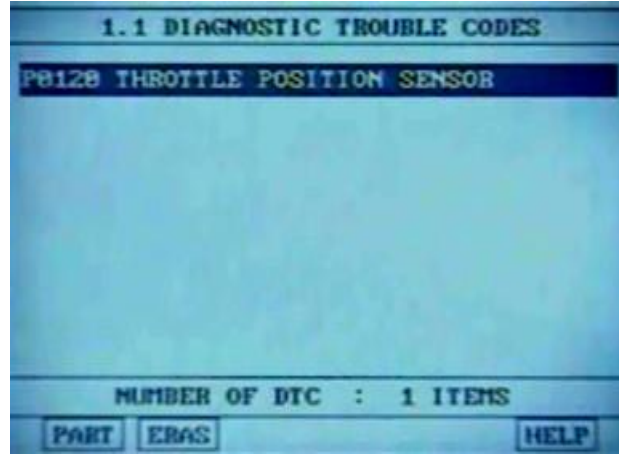 1.1 DIAGNOSTIC TROUBLE CODES
P0120 THROTTLE POSITION SENSOR
NUMBER OF DTC : 1 ITEMS
PART ERAS HELP